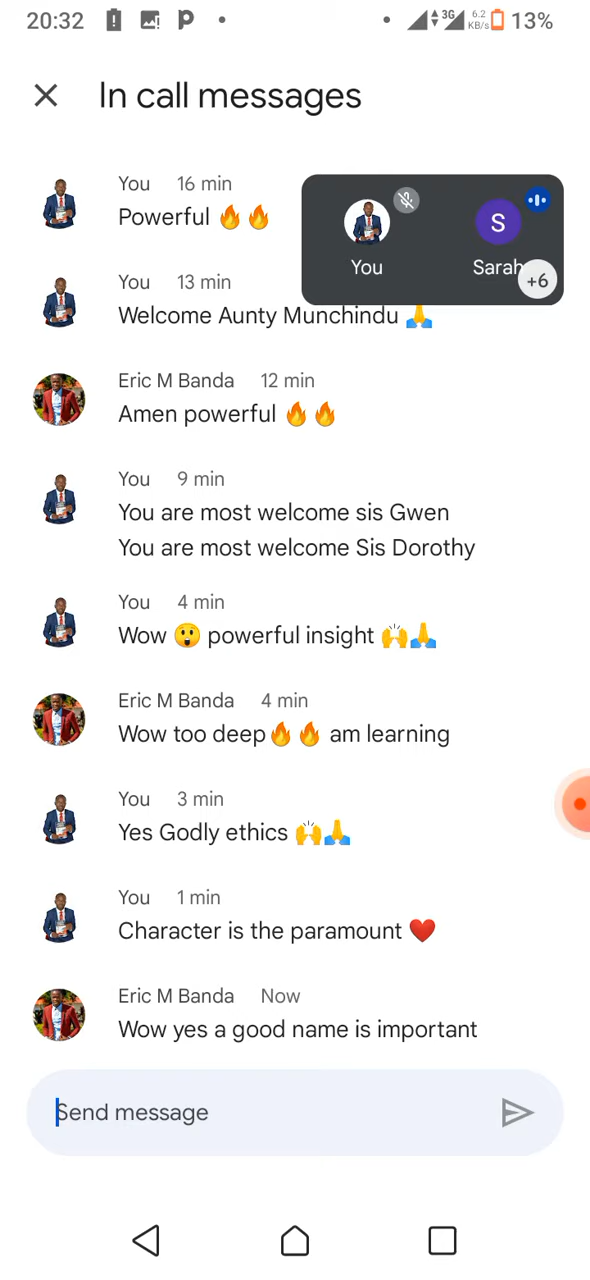 20:32
3G
6.2
KB/s
13%
In call messages
You 16 min
Powerful 🔥🔥
You
S
Sarah
+6
You 13 min
Welcome Aunty Munchindu 🙏
Eric M Banda 12 min
Amen powerful 🔥🔥
You 9 min
You are most welcome sis Gwen
You are most welcome Sis Dorothy
You 4 min
Wow 😲 powerful insight 🙌🙏
Eric M Banda 4 min
Wow too deep🔥🔥 am learning
You 3 min
Yes Godly ethics 🙌🙏
You 1 min
Character is the paramount ❤️
Eric M Banda Now
Wow yes a good name is important
Send message